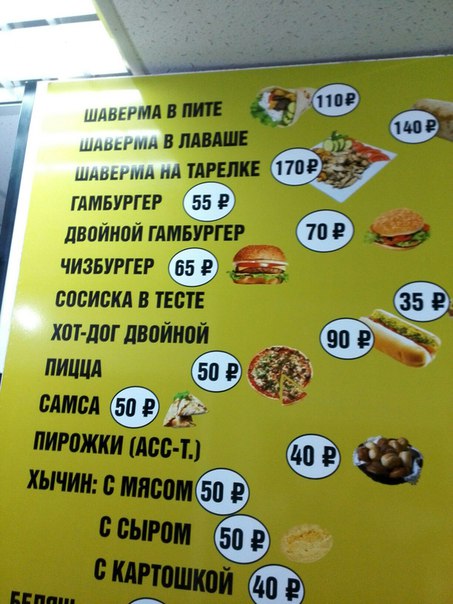 ШАВЕРМА В ПИТЕ 110 ₽
ШАВЕРМА В ЛАВАШЕ 140 ₽
ШАВЕРМА НА ТАРЕЛКЕ 170 ₽
ГАМБУРГЕР 55 ₽
ДВОЙНОЙ ГАМБУРГЕР 70 ₽
ЧИЗБУРГЕР 65 ₽
СОСИСКА В ТЕСТЕ 35 ₽
ХОТ-ДОГ ДВОЙНОЙ 90 ₽
ПИЦЦА 50 ₽
САМСА 50 ₽
ПИРОЖКИ (АСС-Т.) 40 ₽
ХЫЧИН: С МЯСОМ 50 ₽
С СЫРОМ 50 ₽
С КАРТОШКОЙ 40 ₽